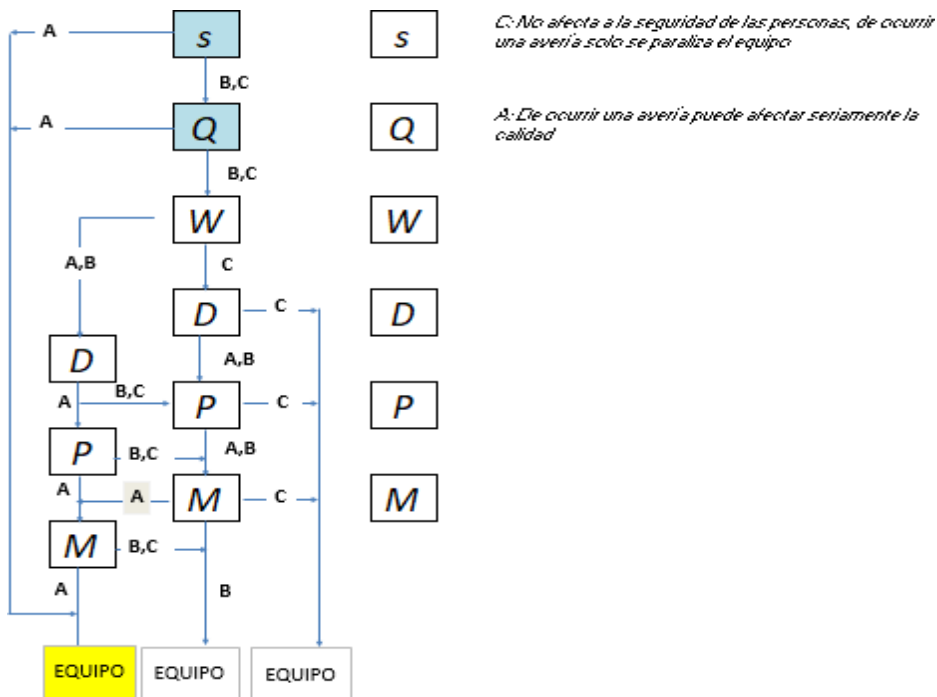 A
s
s
C: No afecta a la seguridad de las personas, de ocurrir
una avería solo se paraliza el equipo
B,C
A
Q
Q
A: De ocurrir una avería puede afectar seriamente la
calidad
B,C
W
W
A,B
C
D
C
D
D
A,B
A
B,C
P
C
P
P
B,C
A,B
A
A
M
C
M
M
B,C
A
B
EQUIPO
EQUIPO
EQUIPO